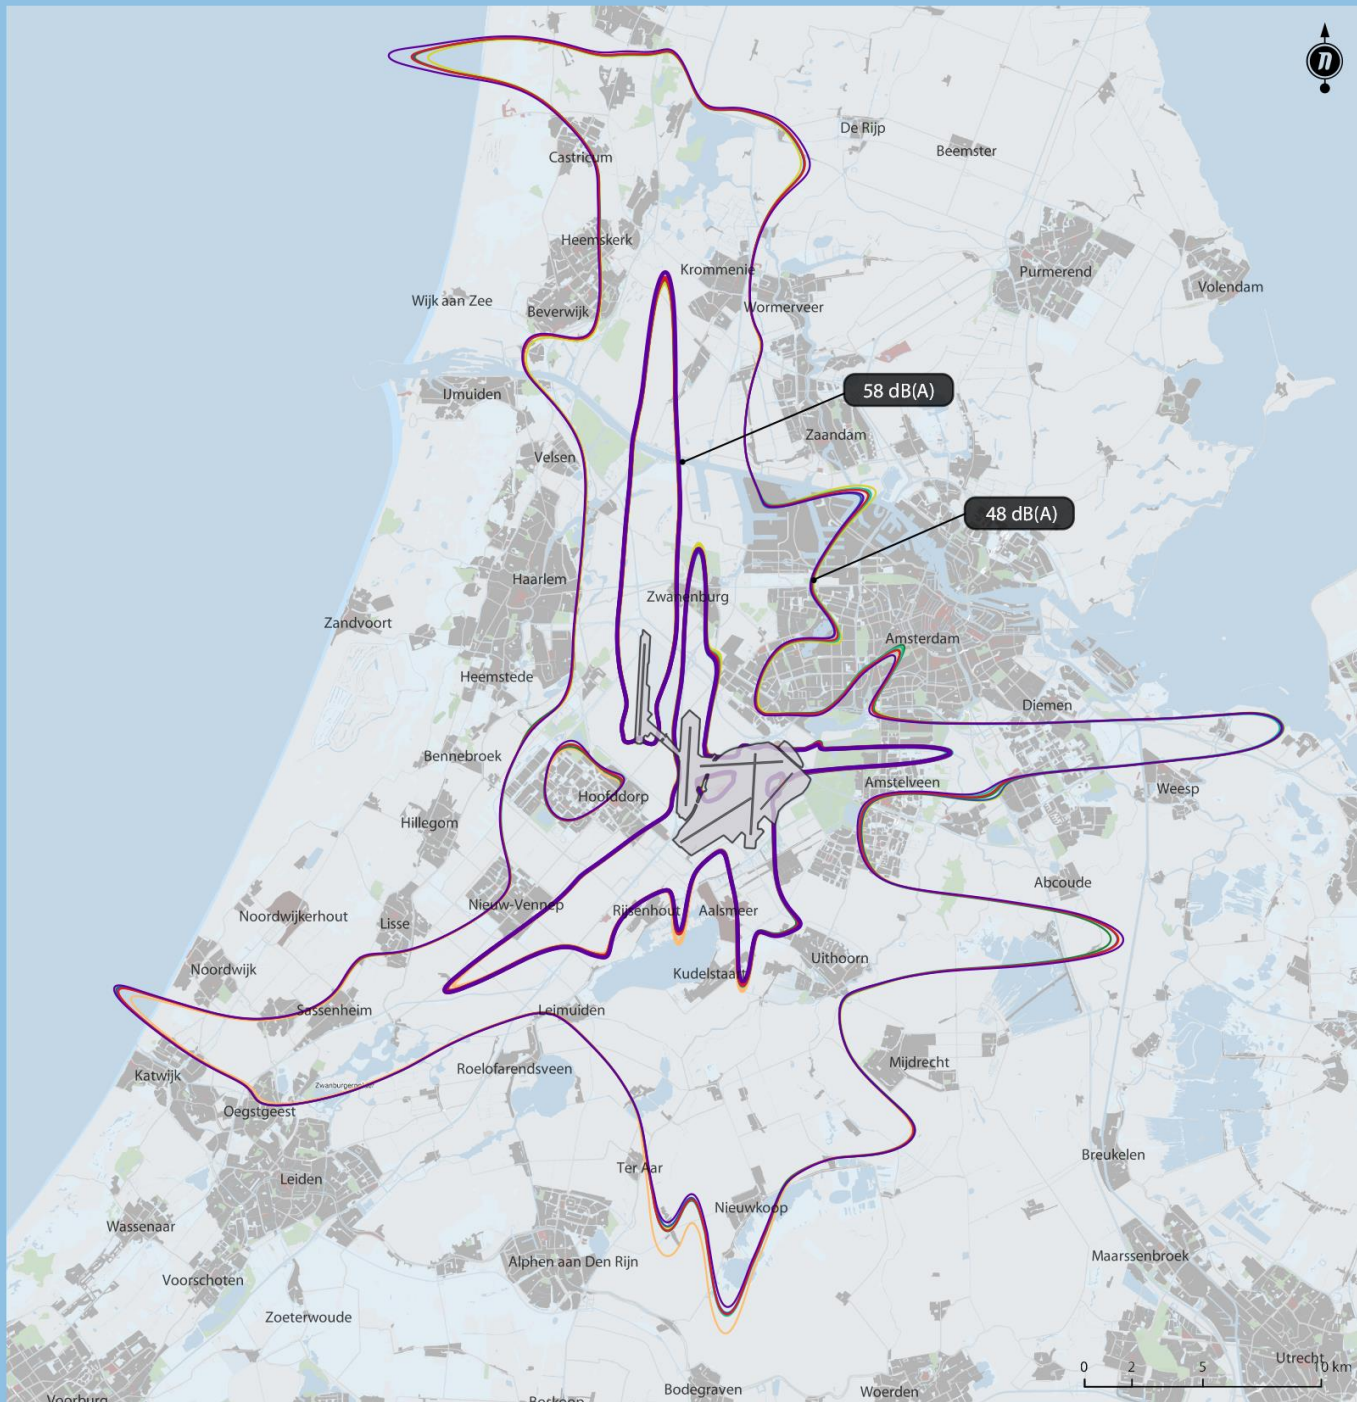 n
De Rijp
Beemster
Castricum
Heemskerk
Krommenie
Purmerend
Volendam
Wijk aan Zee
Beverwijk
Wormerveer
58 dB(A)
IJmuiden
Zaandam
Velsen
48 dB(A)
Haarlem
Zwanenburg
Zandvoort
Amsterdam
Heemstede
Diemen
Bennebroek
Amstelveen
Weesp
Hoofddorp
Hillegom
Abcoude
Nieuw-Vennep
Rijsenhout
Aalsmeer
Noordwijkerhout
Lisse
Uithoorn
Noordwijk
Kudelstaart
Sassenheim
Leimuiden
Mijdrecht
Roelofarendsveen
Katwijk
Oegstgeest
Breukelen
Ter Aar
Leiden
Nieuwkoop
Wassenaar
Maarssenbroek
Alphen aan Den Rijn
Voorschoten
Zoeterwoude
Utrecht
0 2 5 10 km
Bodegraven
Woerden
Voorburg
Boskoop